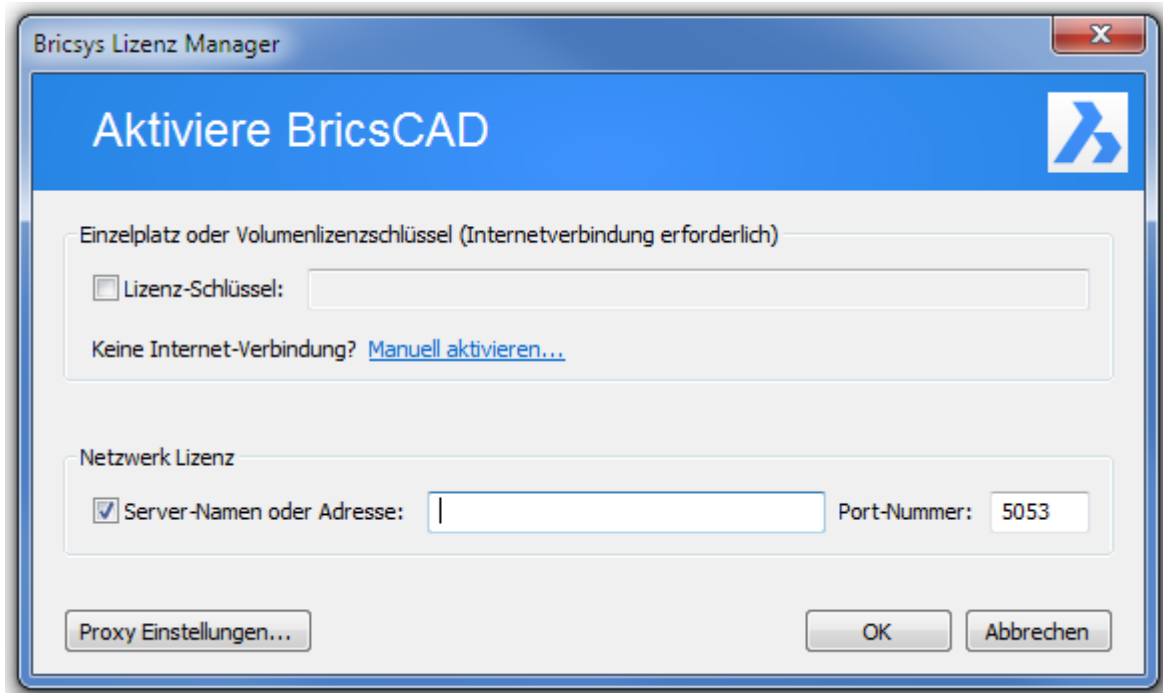 Bricsys Lizenz Manager
Aktiviere BricsCAD
Einzelplatz oder Volumenlizenzschlüssel (Internetverbindung erforderlich)
Lizenz-Schlüssel:
Keine Internet-Verbindung? Manuell aktivieren...
Netzwerk Lizenz
Server-Namen oder Adresse: Port-Nummer: 5053
Proxy Einstellungen... OK Abbrechen